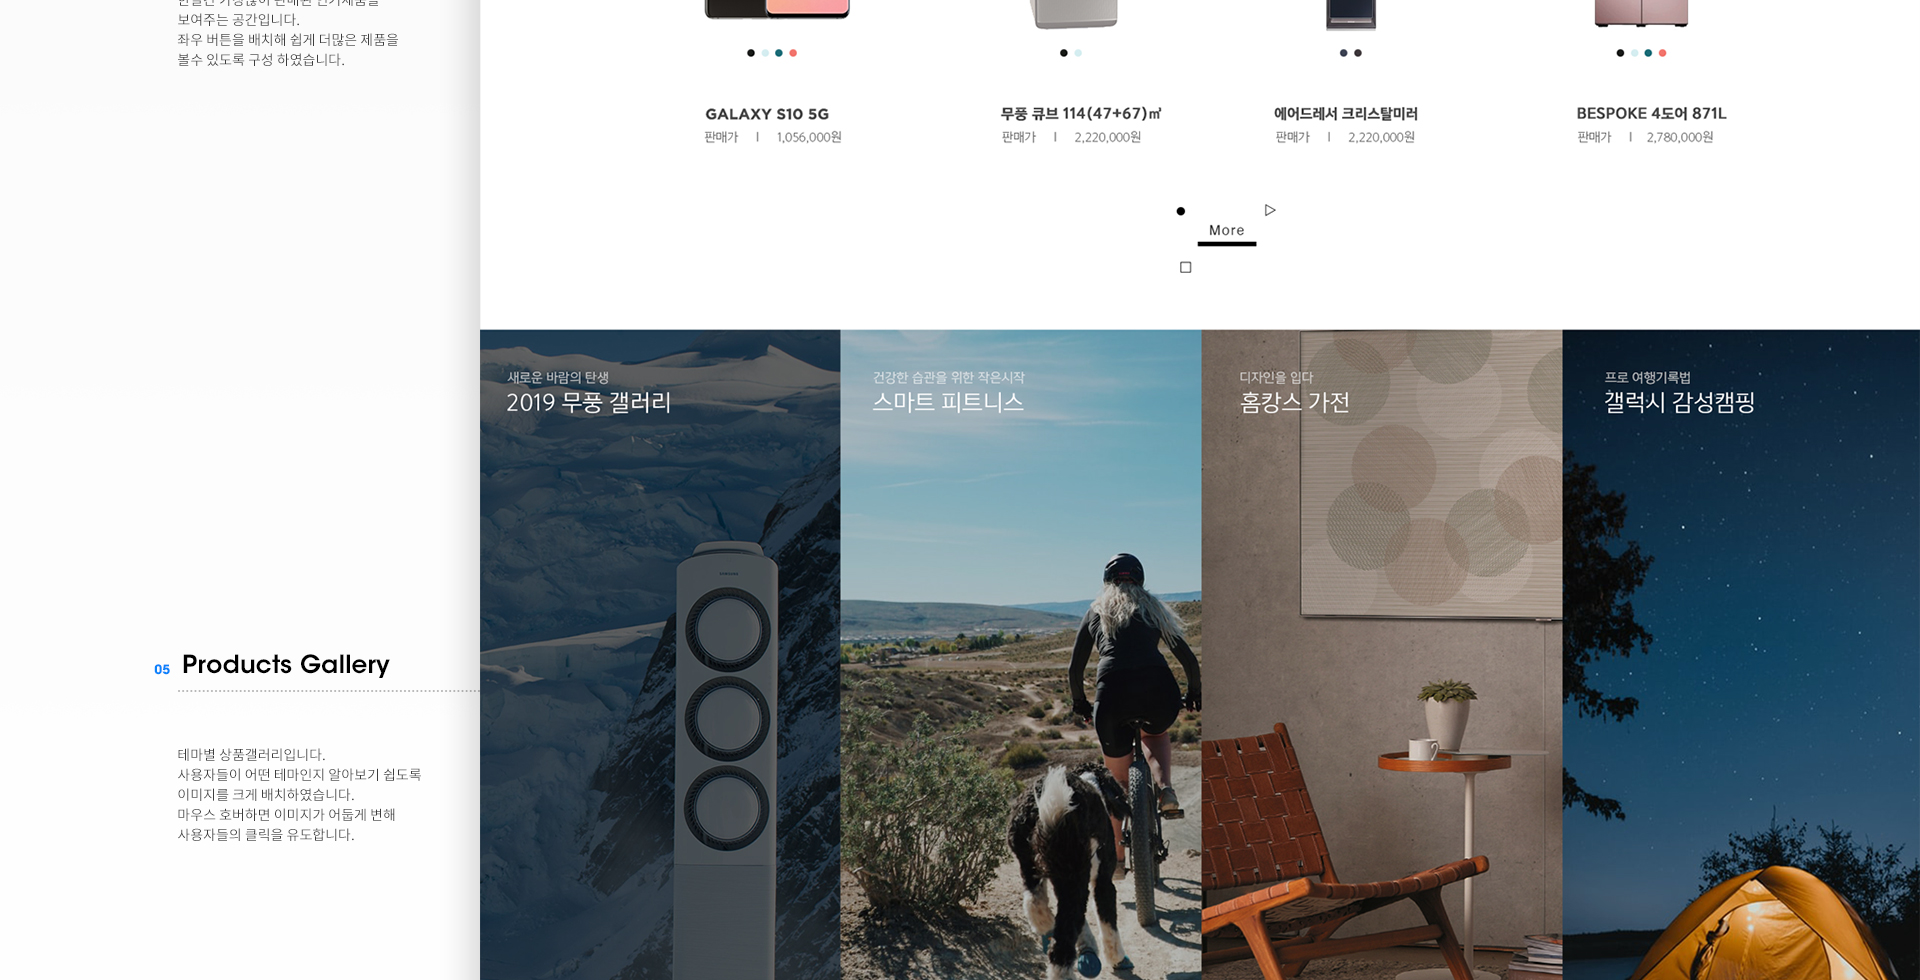 보여주는 공간입니다.
좌우 버튼을 배치해 쉽게 더많은 제품을
볼수 있도록 구성 하였습니다.
GALAXY S10 5G
판매가 | 1,056,000원
무풍 큐브 114(47+67)㎡
판매가 | 2,220,000원
에어드레서 크리스탈미러
판매가 | 2,220,000원
BESPOKE 4도어 871L
판매가 | 2,780,000원
More
새로운 바람의 탄생
2019 무풍 갤러리
건강한 습관을 위한 작은시작
스마트 피트니스
디자인을 입다
홈캉스 가전
프로 여행기록법
갤럭시 감성캠핑
SAMSUNG
05 Products Gallery
테마별 상품갤러리입니다.
사용자들이 어떤 테마인지 알아보기 쉽도록
이미지를 크게 배치하였습니다.
마우스 호버하면 이미지가 어둡게 변해
사용자들의 클릭을 유도합니다.